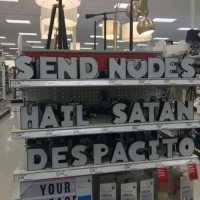 SEND NUDES
HAIL SATAN
DESPACITO
YOUR